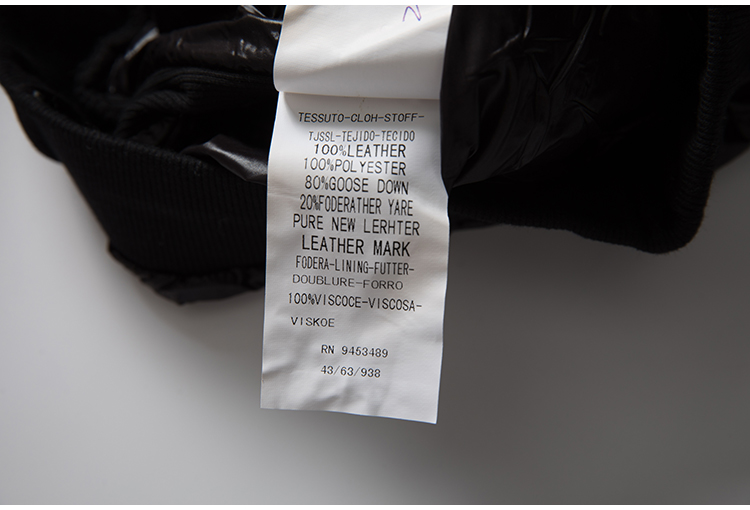 TESSUTO-CLOH-STOFF-
TJSSL-TEJIDO-TECIDO
100%LEATHER
100%POLYESTER
80%GOOSE DOWN
20%FODERATHER YARE
PURE NEW LERHTER
LEATHER MARK
FODERA-LINING-FUTTER-
DOUBLURE-FORRO
100%VISCOCE-VISCOSA-
VISKOE
RN 9453489
43/63/938